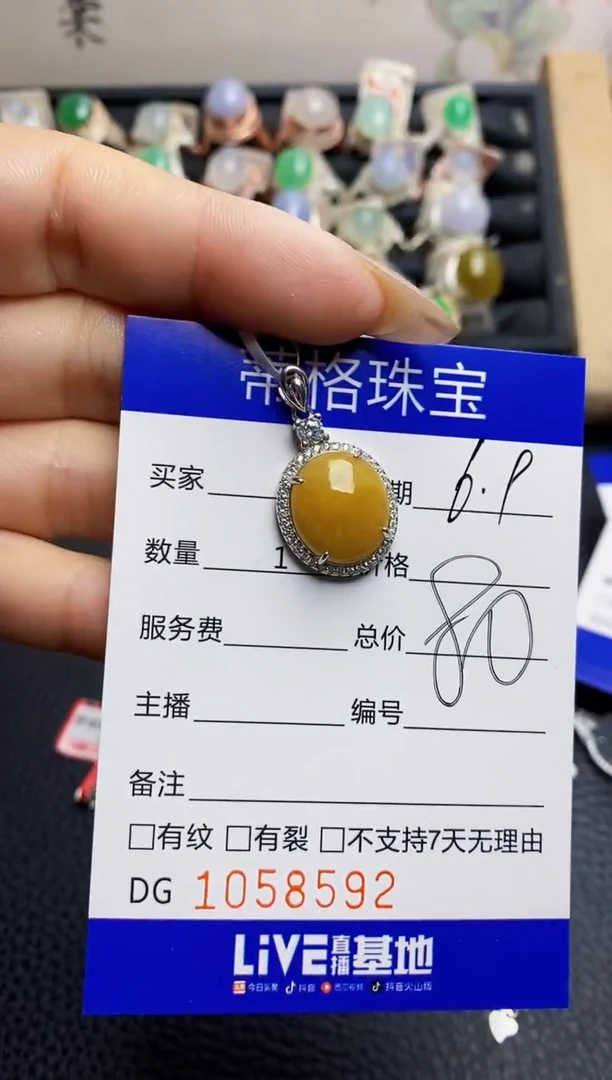 蒂格珠宝
买家 期 6.9
数量 1 价格
服务费 总价 80
主播 编号
备注
□有纹 □有裂 □不支持7天无理由
DG 1058592
LiVE直播基地
今日头条 抖音 西瓜视频 抖音火山版